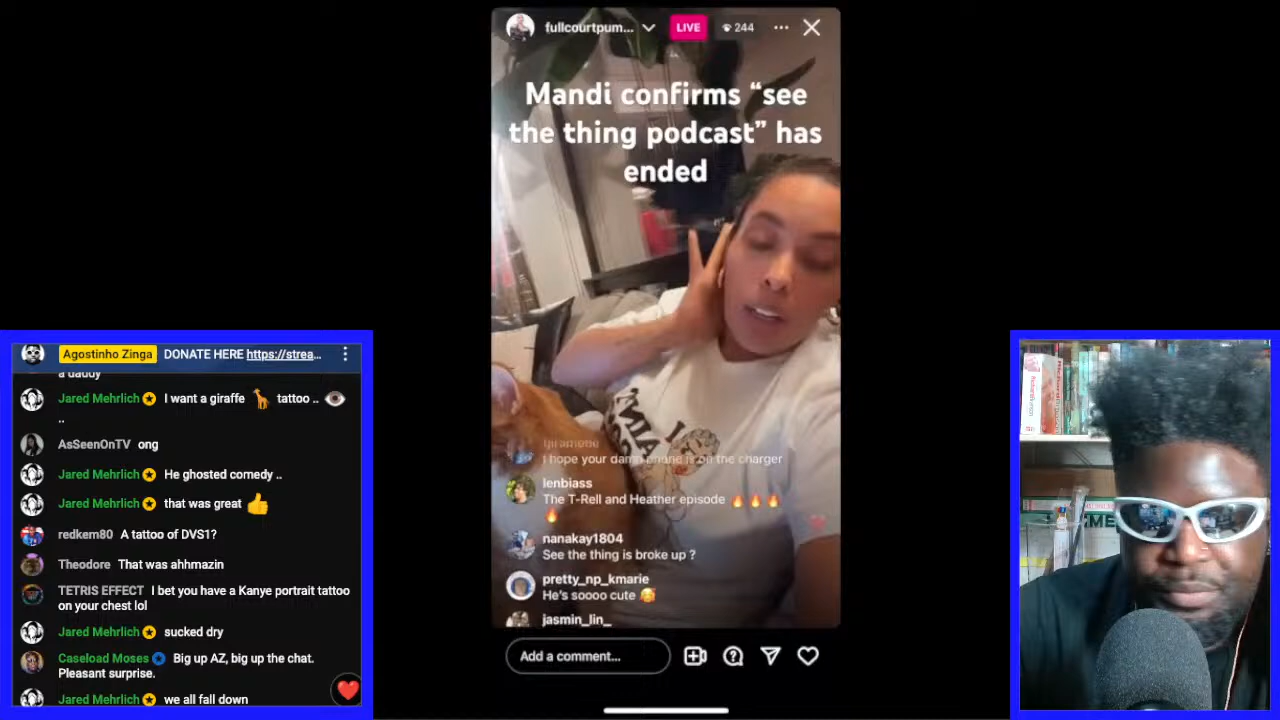 fullcourtpum...
LIVE
244
Mandi confirms “see
the thing podcast” has
ended
I hope your damn phone is on the charger
lenbiass
The T-Rell and Heather episode 🔥🔥🔥
🔥
nanakay1804
See the thing is broke up ?
pretty_np_kmarie
He's soooo cute 🥰
jasmin_lin_
Add a comment...
Agostinho Zinga DONATE HERE https://strea...
a daddy
Jared Mehrlich I want a giraffe 🦒 tattoo .. 👁️
..
AsSeenOnTV ong
Jared Mehrlich He ghosted comedy ..
Jared Mehrlich that was great 👍
redkem80 A tattoo of DVS1?
Theodore That was ahhmazin
TETRIS EFFECT I bet you have a Kanye portrait tattoo
on your chest lol
Jared Mehrlich sucked dry
Caseload Moses Big up AZ, big up the chat.
Pleasant surprise.
Jared Mehrlich we all fall down